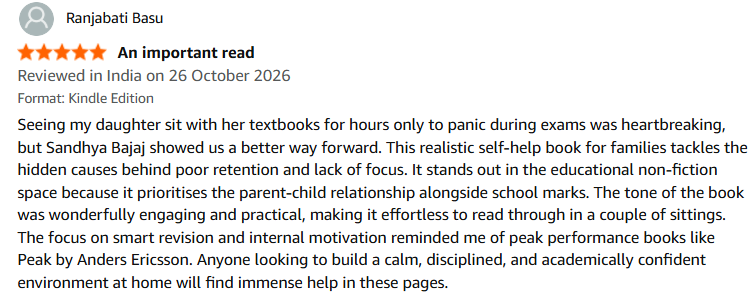 Ranjabati Basu
An important read
Reviewed in India on 26 October 2026
Format: Kindle Edition
Seeing my daughter sit with her textbooks for hours only to panic during exams was heartbreaking,
but Sandhya Bajaj showed us a better way forward. This realistic self-help book for families tackles the
hidden causes behind poor retention and lack of focus. It stands out in the educational non-fiction
space because it prioritises the parent-child relationship alongside school marks. The tone of the book
was wonderfully engaging and practical, making it effortless to read through in a couple of sittings.
The focus on smart revision and internal motivation reminded me of peak performance books like
Peak by Anders Ericsson. Anyone looking to build a calm, disciplined, and academically confident
environment at home will find immense help in these pages.